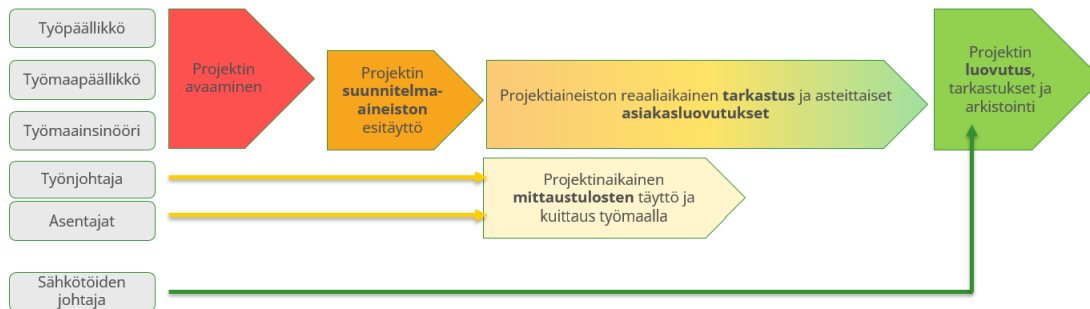 Työpäällikkö
Työmaapäällikkö
Työmaainsinööri
Työnjohtaja
Asentajat
Sähkötöiden
johtaja
Projektin
avaaminen
Projektin
suunnitelma-
aineiston
esitäyttö
Projektiaineiston reaaliaikainen tarkastus ja asteittaiset
asiakasluovutukset
Projektinaikainen
mittaustulosten täyttö ja
kuittaus työmaalla
Projektin
luovutus,
tarkastukset ja
arkistointi